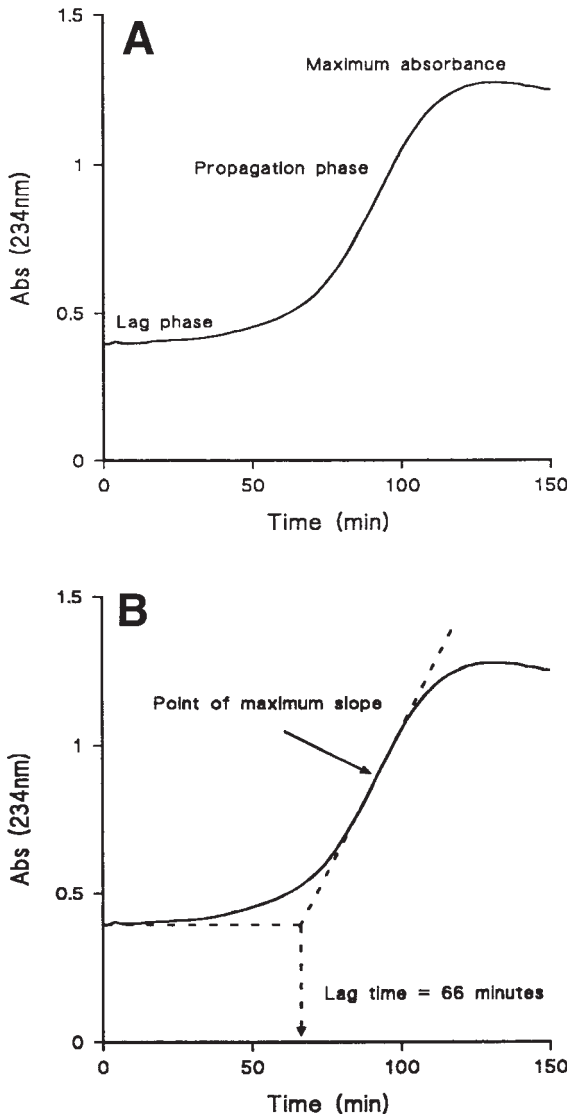 A
1.5
Maximum absorbance
Propagation phase
1
Abs (234nm)
0.5
Lag phase
0
0 50 100 150
Time (min)
B
1.5
Point of maximum slope
1
Abs (234nm)
0.5
Lag time = 66 minutes
0
0 50 100 150
Time (min)